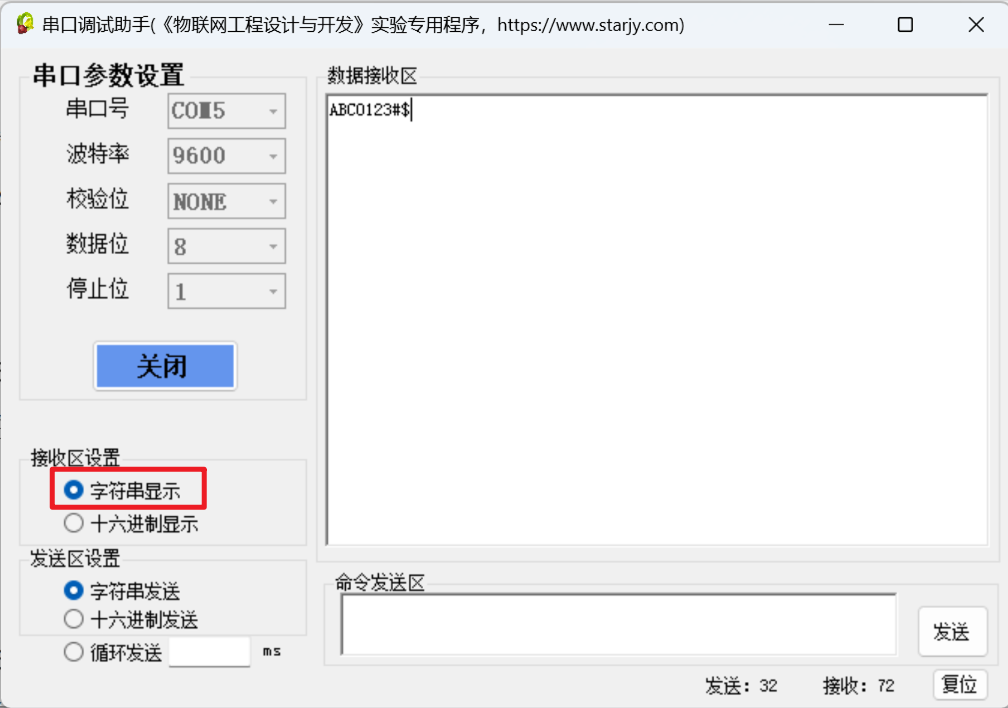 串口调试助手(《物联网工程设计与开发》实验专用程序，https://www.starjy.com)
串口参数设置
串口号 COM5
波特率 9600
校验位 NONE
数据位 8
停止位 1
关闭
接收区设置
字符串显示
十六进制显示
发送区设置
字符串发送
十六进制发送
循环发送 ms
数据接收区
ABC0123#$
命令发送区
发送
发送：32 接收：72 复位